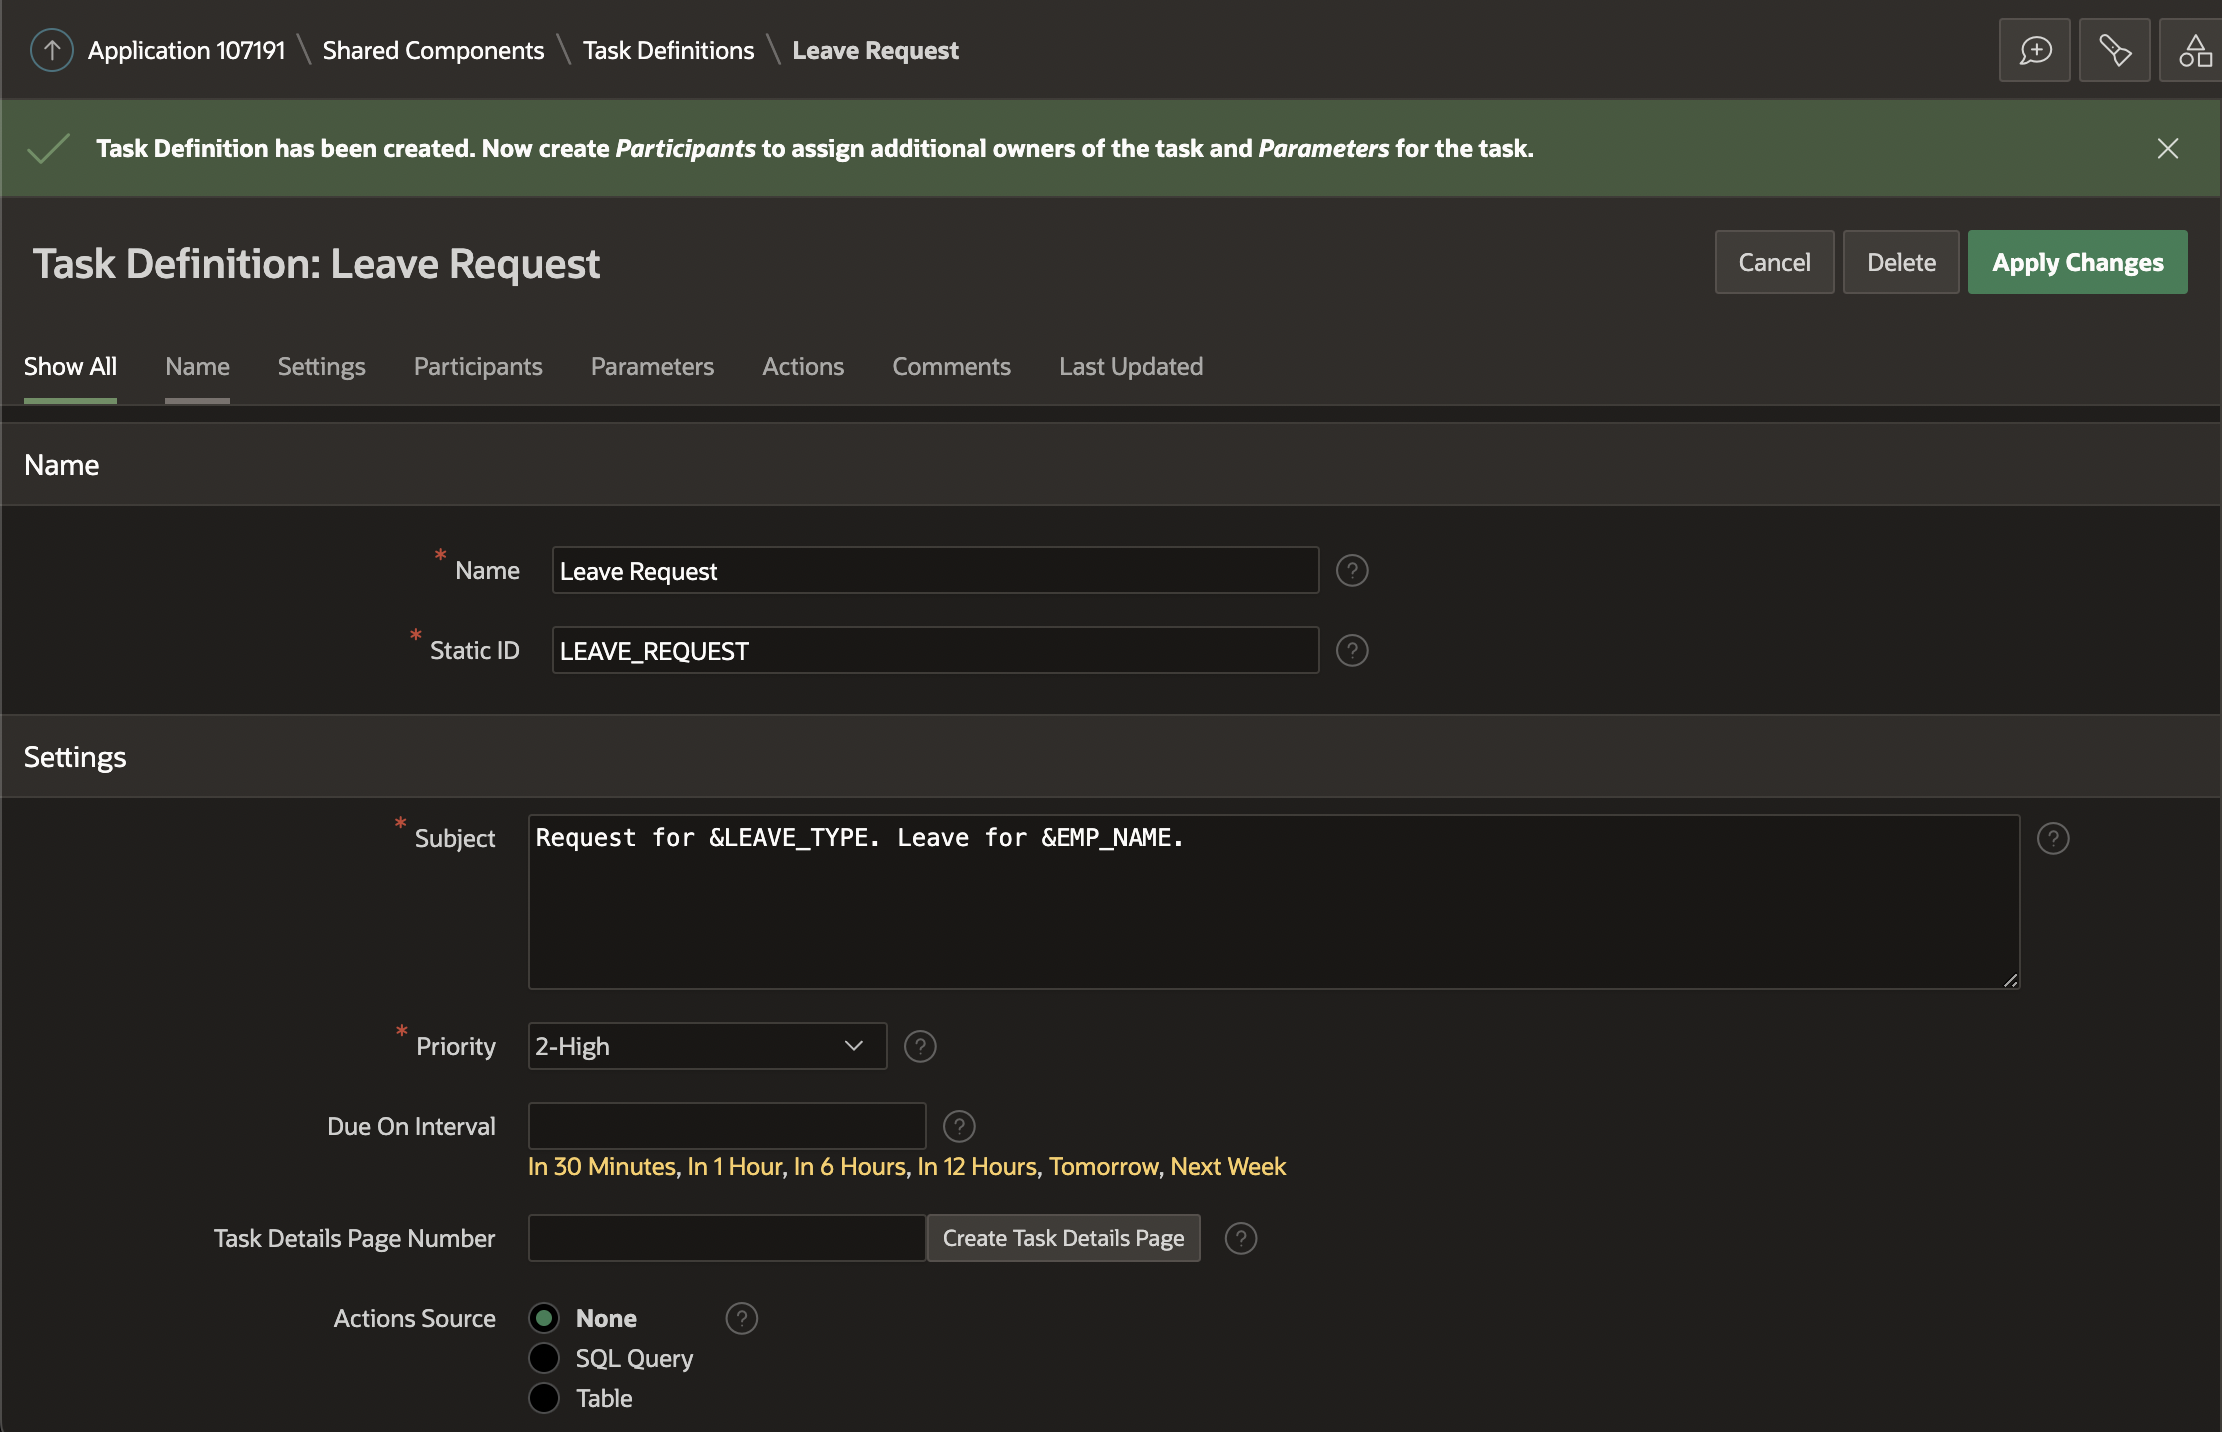 Application 107191 \ Shared Components \ Task Definitions \ Leave Request
Task Definition has been created. Now create Participants to assign additional owners of the task and Parameters for the task.
Task Definition: Leave Request
Cancel Delete Apply Changes
Show All Name Settings Participants Parameters Actions Comments Last Updated
Name
* Name Leave Request ?
* Static ID LEAVE_REQUEST ?
Settings
* Subject Request for &LEAVE_TYPE. Leave for &EMP_NAME. ?
* Priority 2-High ?
Due On Interval ?
In 30 Minutes, In 1 Hour, In 6 Hours, In 12 Hours, Tomorrow, Next Week
Task Details Page Number Create Task Details Page ?
Actions Source None ?
SQL Query
Table